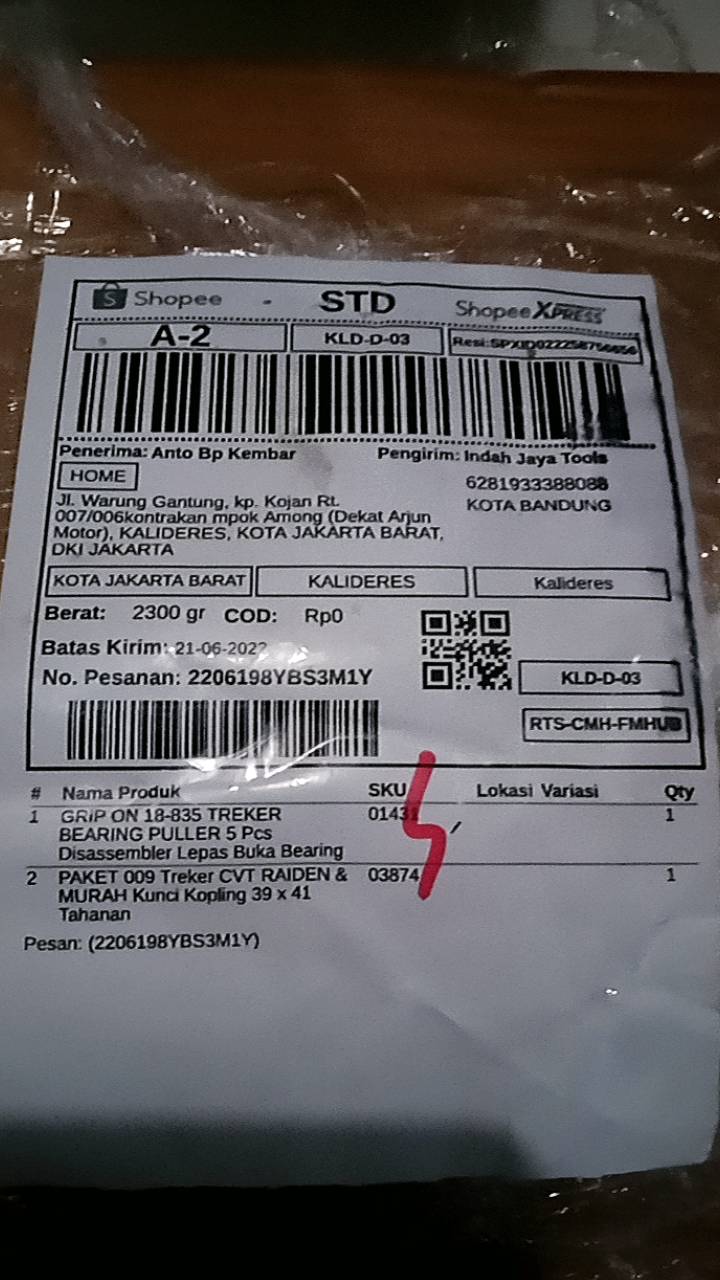 Shopee - STD Shopee XPRESS
A-2 KLD-D-03
Penerima: Anto Bp Kembar Pengirim: Indah Jaya Tools
HOME 6281933388088
Jl. Warung Gantung, kp. Kojan Rt. KOTA BANDUNG
007/006kontrakan mpok Among (Dekat Arjun
Motor), KALIDERES, KOTA JAKARTA BARAT,
DKI JAKARTA
KOTA JAKARTA BARAT KALIDERES Kalideres
Berat: 2300 gr COD: Rp0
Batas Kirim: 21-06-2022
No. Pesanan: 2206198YBS3M1Y KLD-D-03
RTS-CMH-FMHUB
# Nama Produk SKU Lokasi Variasi Qty
1 GRIP ON 18-835 TREKER 01431 1
BEARING PULLER 5 Pcs
Disassembler Lepas Buka Bearing
2 PAKET 009 Treker CVT RAIDEN & 03874 1
MURAH Kunci Kopling 39 x 41
Tahanan
Pesan: (2206198YBS3M1Y)